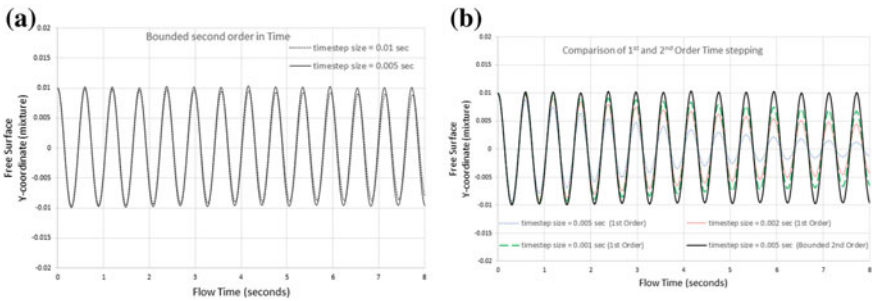 (a)
Bounded second order in Time
timestep size = 0.01 sec
timestep size = 0.005 sec
0.02
0.015
0.01
0.005
0
-0.005
-0.01
-0.015
-0.02
Free Surface
Y-coordinate (mixture)
0 1 2 3 4 5 6 7 8
Flow Time (seconds)
(b)
Comparison of 1st and 2nd Order Time stepping
0.02
0.015
0.01
0.005
0
-0.005
-0.01
-0.015
-0.02
Free Surface
Y-coordinate (mixture)
timestep size = 0.005 sec (1st Order)
timestep size = 0.002 sec (1st Order)
timestep size = 0.001 sec (1st Order)
timestep size = 0.005 sec (Bounded 2nd Order)
0 1 2 3 4 5 6 7 8
Flow Time (seconds)